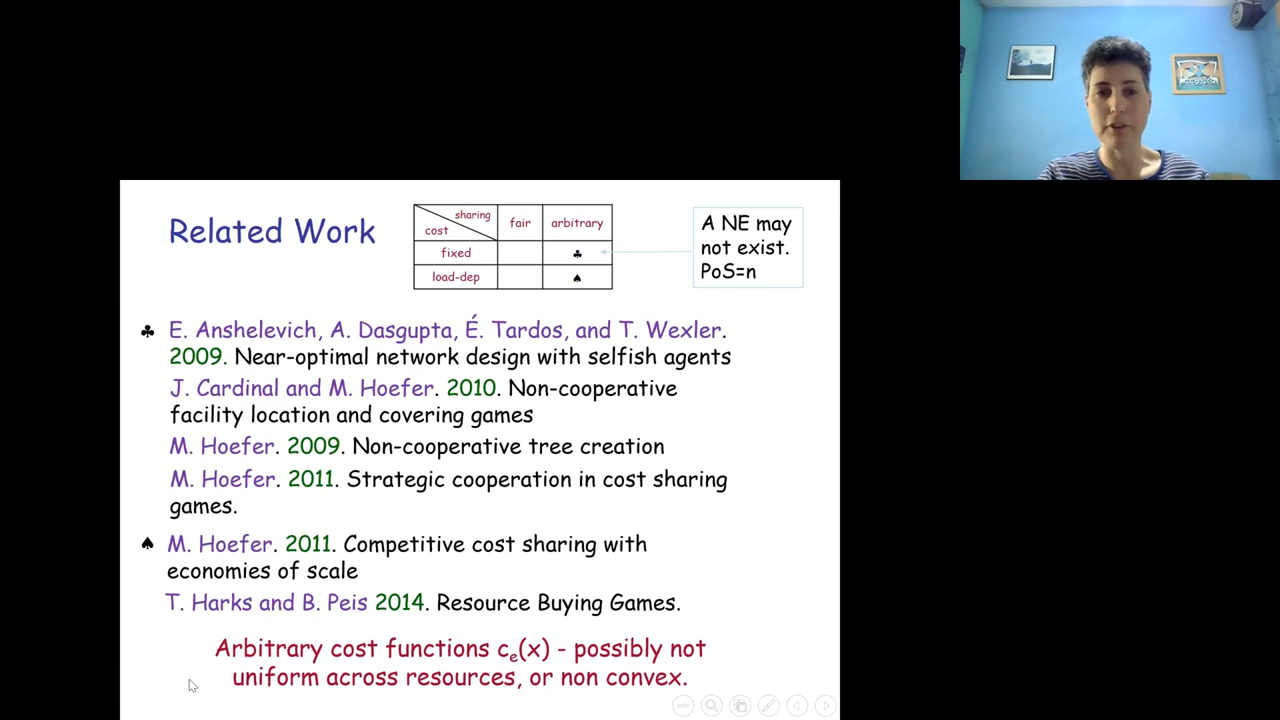 Related Work
sharing
cost
fair
arbitrary
fixed
♣
load-dep
♠
A NE may
not exist.
PoS=n
♣ E. Anshelevich, A. Dasgupta, É. Tardos, and T. Wexler.
2009. Near-optimal network design with selfish agents
J. Cardinal and M. Hoefer. 2010. Non-cooperative
facility location and covering games
M. Hoefer. 2009. Non-cooperative tree creation
M. Hoefer. 2011. Strategic cooperation in cost sharing
games.
♠ M. Hoefer. 2011. Competitive cost sharing with
economies of scale
T. Harks and B. Peis 2014. Resource Buying Games.
Arbitrary cost functions cₑ(x) - possibly not
uniform across resources, or non convex.